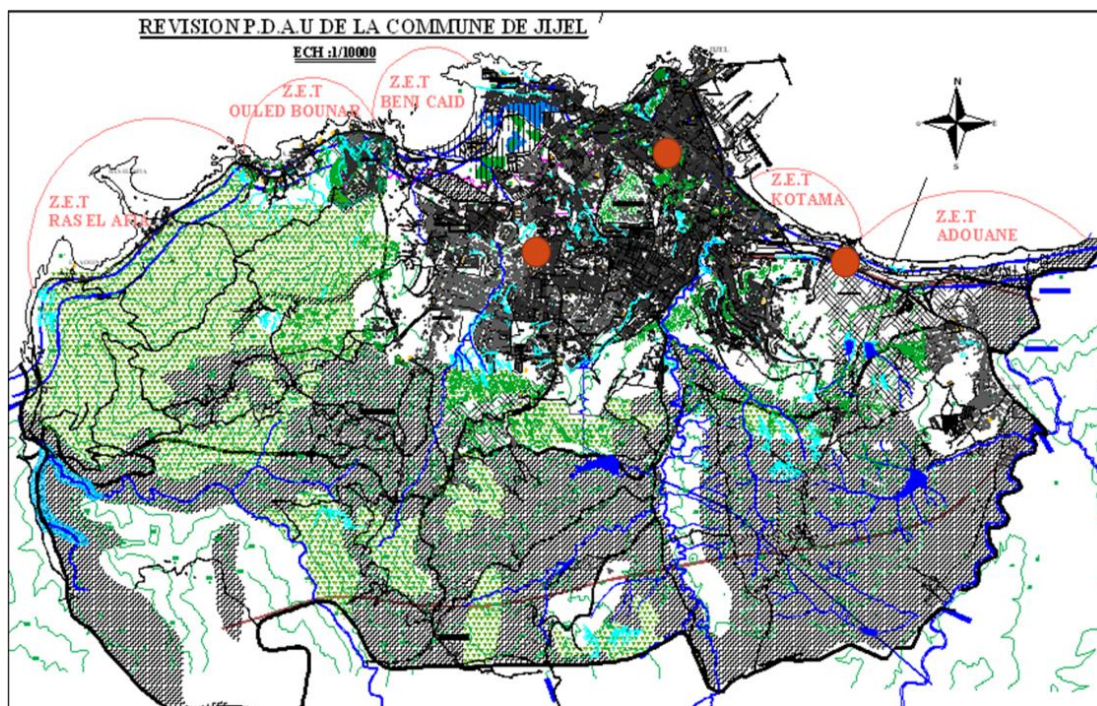 REVISION P.D.A.U DE LA COMMUNE DE JIJEL
ECH :1/10000
Z.E.T
BENI CAID
Z.E.T
OULED BOUNAR
Z.E.T
RAS EL AFIA
Z.E.T
KOTAMA
Z.E.T
ADOUANE
N
S